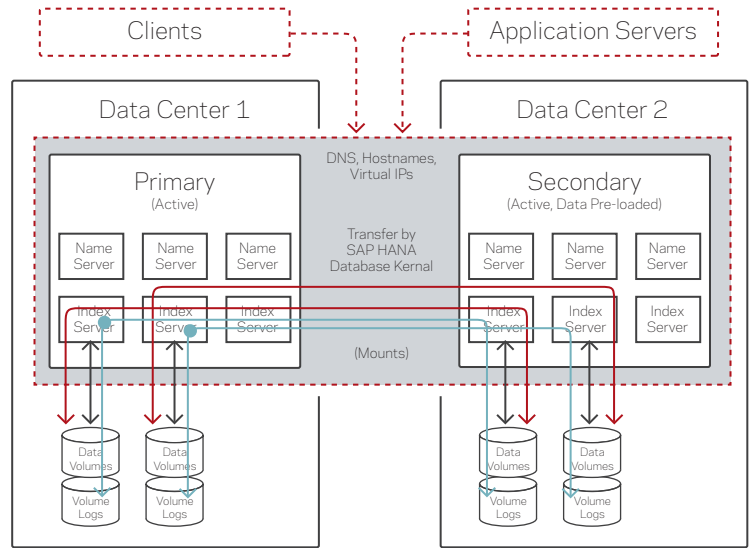 Clients
Application Servers
Data Center 1
Data Center 2
DNS, Hostnames,
Virtual IPs
Primary
(Active)
Secondary
(Active, Data Pre-loaded)
Transfer by
SAP HANA
Database Kernel
Name
Server
Name
Server
Name
Server
Name
Server
Name
Server
Name
Server
Index
Server
Index
Server
Index
Server
Index
Server
Index
Server
Index
Server
(Mounts)
Data
Volumes
Data
Volumes
Data
Volumes
Data
Volumes
Volume
Logs
Volume
Logs
Volume
Logs
Volume
Logs